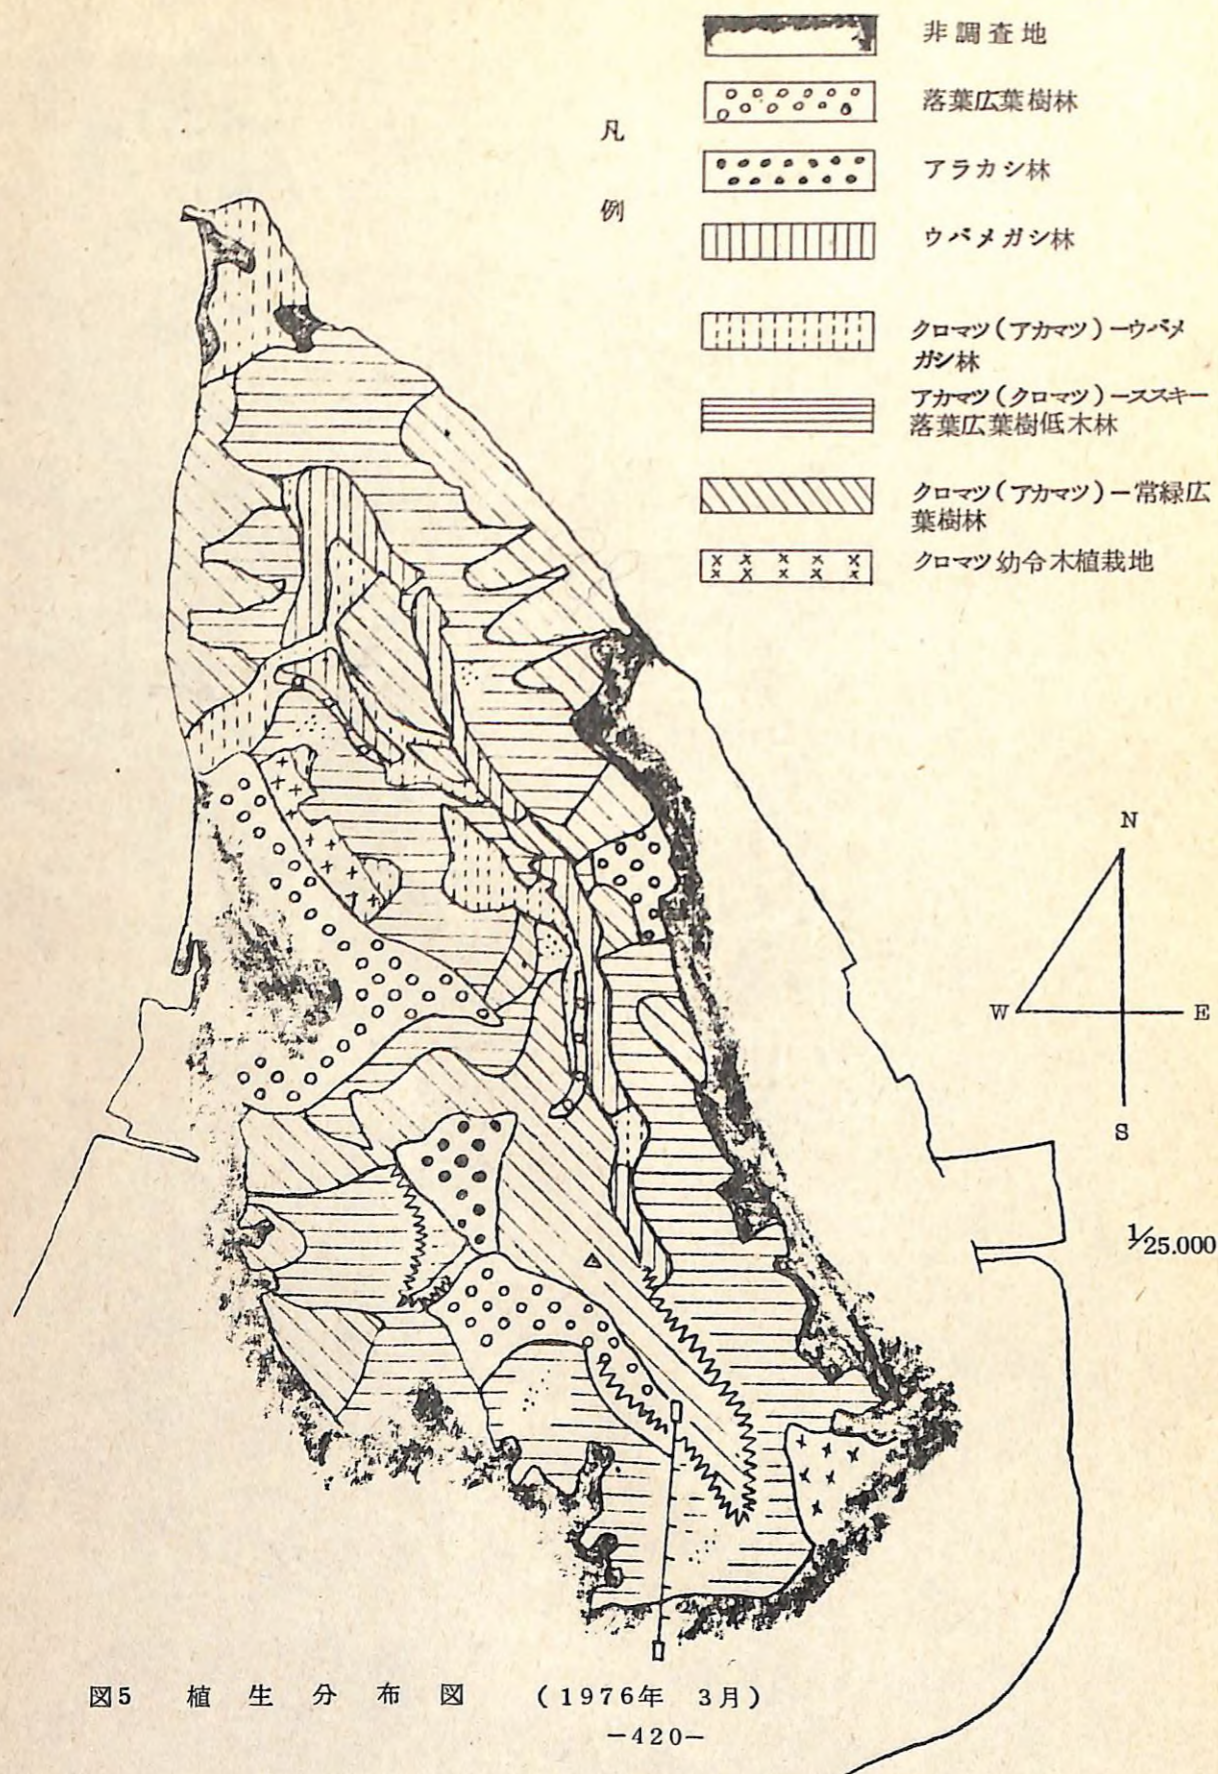 凡
例
非調査地
落葉広葉樹林
アラカシ林
ウバメガシ林
クロマツ(アカマツ)ーウバメ
ガシ林
アカマツ(クロマツ)ーススキー
落葉広葉樹低木林
クロマツ(アカマツ)ー常緑広
葉樹林
クロマツ幼令木植栽地
N
W
E
S
1/25.000
図5 植生分布図 (1976年 3月)
-420-